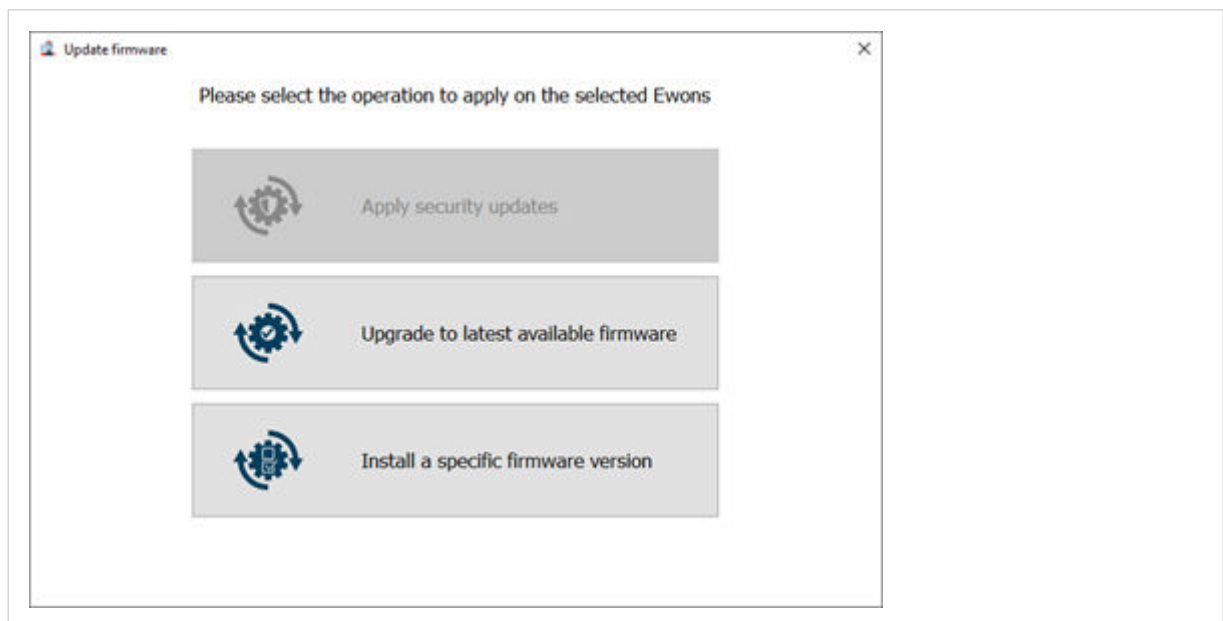 Update firmware
Please select the operation to apply on the selected Ewons
Apply security updates
Upgrade to latest available firmware
Install a specific firmware version